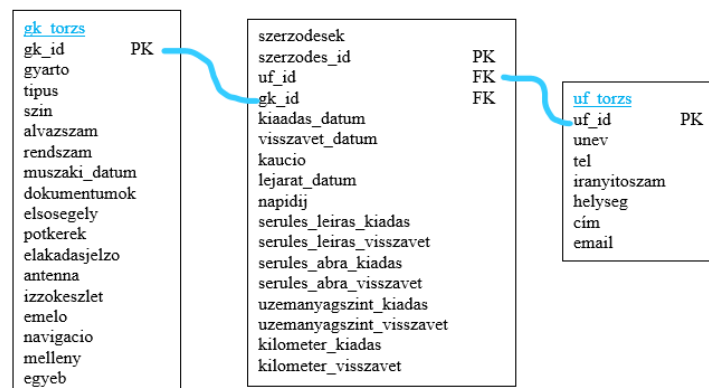 gk_torzs
gk_id PK
gyarto
tipus
szin
alvazszam
rendszam
muszaki_datum
dokumentumok
elsosegely
potkerek
elakadasjelzo
antenna
izzokeszlet
emelo
navigacio
melleny
egyeb
szerzodesek
szerzodes_id PK
uf_id FK
gk_id FK
kiaadas_datum
visszavet_datum
kaucio
lejarat_datum
napidij
serules_leiras_kiadas
serules_leiras_visszavet
serules_abra_kiadas
serules_abra_visszavet
uzemanyagszint_kiadas
uzemanyagszint_visszavet
kilometer_kiadas
kilometer_visszavet
uf_torzs
uf_id PK
unev
tel
iranyitoszam
helyseg
cím
email